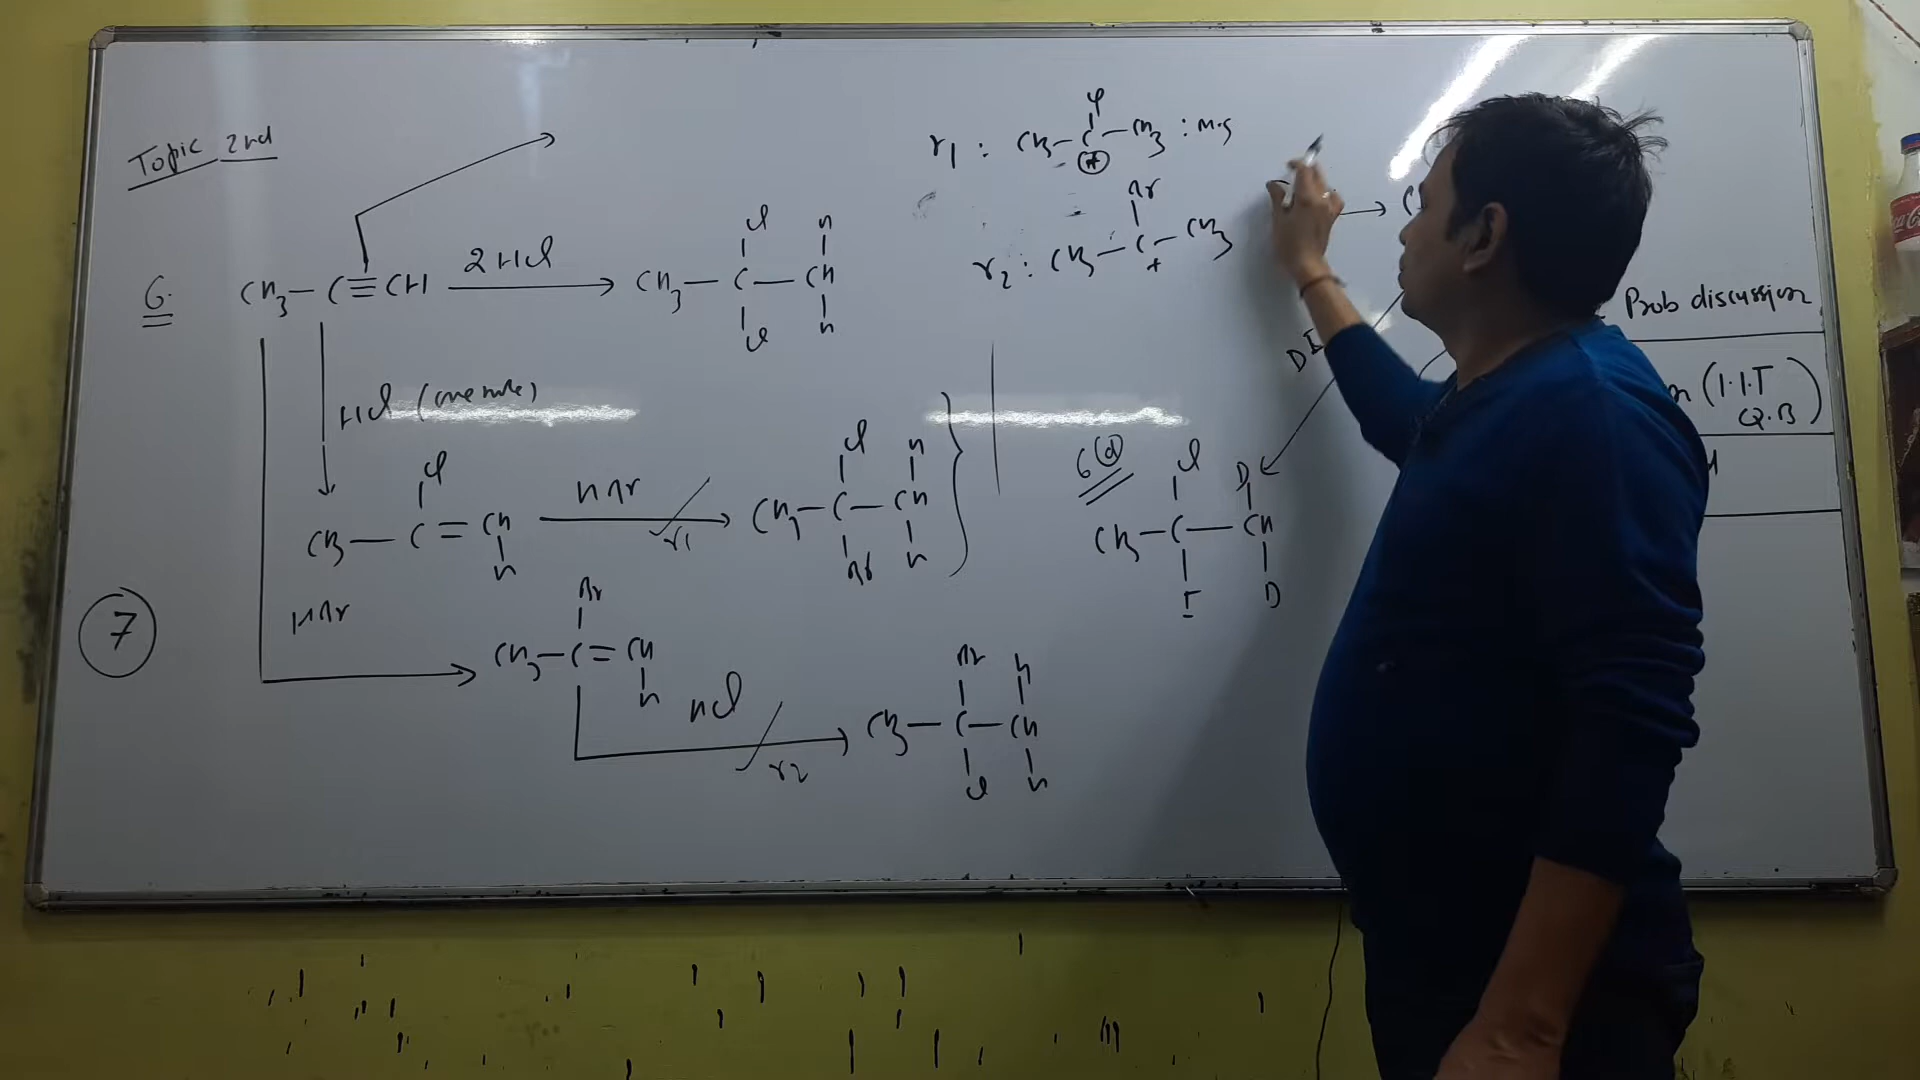 Topic 2nd
6. CH3 – C ≡ CH
2HCl
CH3 – C – CH
Cl H
Cl H
HCl (one mole)
Cl
CH3 — C = CH
H
HBr
r1
Cl H
CH3 – C – CH
Br H
7
HBr
Br
CH3 – C = CH
H
HCl
r2
Br H
CH3 – C – CH
Cl H
r1 : CH3 – C – CH3 : M.S
Cl
+
Br
r2 : CH3 – C – CH3
+
DI
6(d)
Cl D
CH3 – C – CH
I D
Prob discussion
(I.I.T
Q.B)